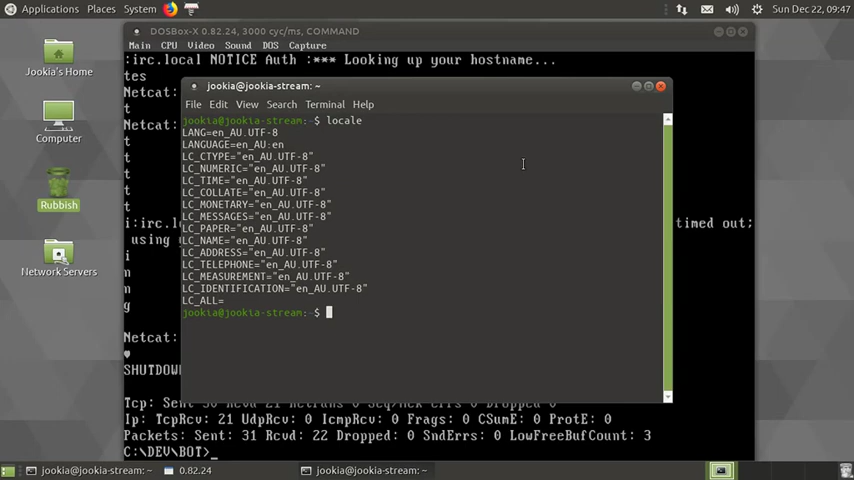 Applications Places System Sun Dec 22, 09:47
DOSBox-X 0.82.24, 3000 cyc/ms, COMMAND
Main CPU Video Sound DOS Capture
:irc.local NOTICE Auth :*** Looking up your hostname...
tes
Netcat:
t
Netcat:
t
t
t
t
i:irc.lo timed out;
using
i
n
n
g
Netcat:
♥
SHUTDOW
Ip: TcpRcv: 21 UdpRcv: 0 IcmpRcv: 0 Frags: 0 CSumE: 0 ProtE: 0
Packets: Sent: 31 Rcvd: 22 Dropped: 0 SndErrs: 0 LowFreeBufCount: 3
C:\DEV\BOT>_
jookia@jookia-stream: ~
File Edit View Search Terminal Help
jookia@jookia-stream:~$ locale
LANG=en_AU.UTF-8
LANGUAGE=en_AU:en
LC_CTYPE="en_AU.UTF-8"
LC_NUMERIC="en_AU.UTF-8"
LC_TIME="en_AU.UTF-8"
LC_COLLATE="en_AU.UTF-8"
LC_MONETARY="en_AU.UTF-8"
LC_MESSAGES="en_AU.UTF-8"
LC_PAPER="en_AU.UTF-8"
LC_NAME="en_AU.UTF-8"
LC_ADDRESS="en_AU.UTF-8"
LC_TELEPHONE="en_AU.UTF-8"
LC_MEASUREMENT="en_AU.UTF-8"
LC_IDENTIFICATION="en_AU.UTF-8"
LC_ALL=
jookia@jookia-stream:~$
Jookia's Home
Computer
Rubbish
Network Servers
jookia@jookia-stream: ~ 0.82.24 jookia@jookia-stream: ~